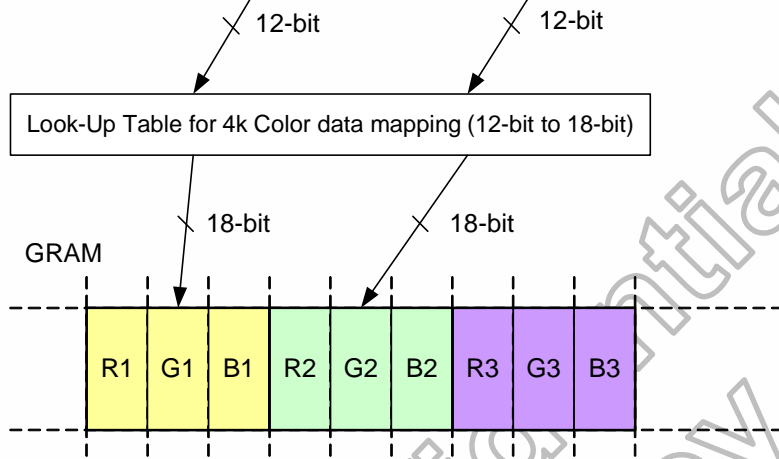 12-bit
12-bit
Look-Up Table for 4k Color data mapping (12-bit to 18-bit)
18-bit
18-bit
GRAM
R1 G1 B1 R2 G2 B2 R3 G3 B3